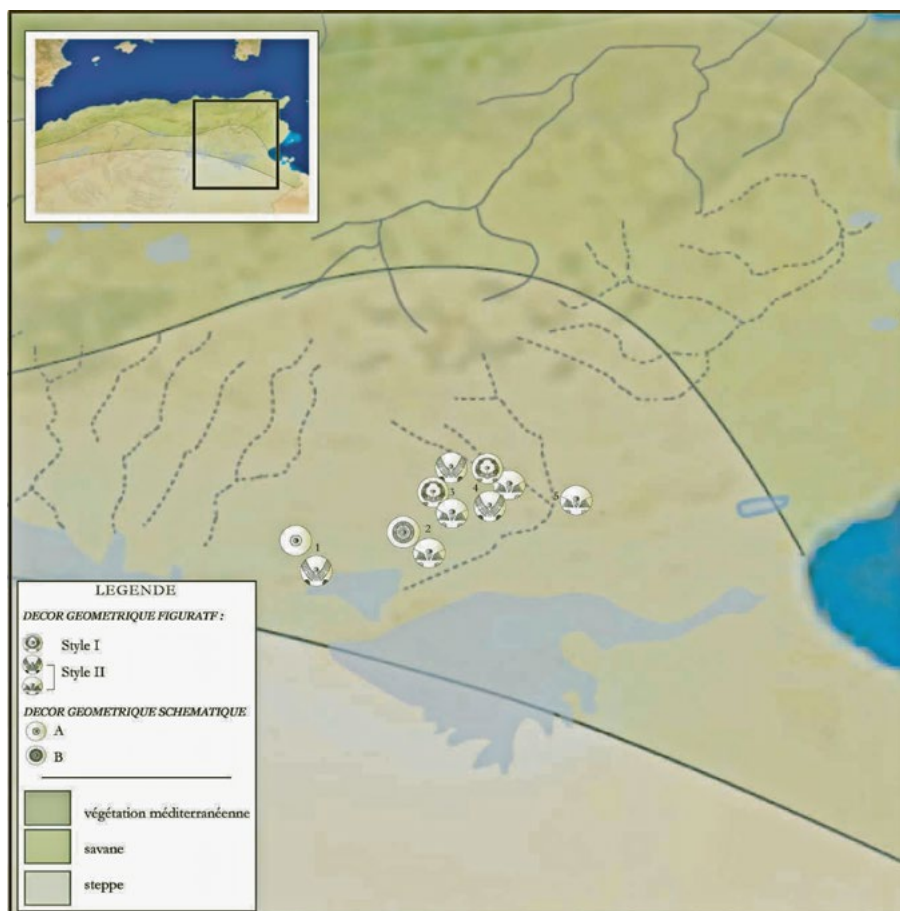 4
3
5
2
1
LEGENDE
DECOR GEOMETRIQUE FIGURATF :
Style I
Style II
DECOR GEOMETRIQUE SCHEMATIQUE
A
B
végétation méditerranéenne
savane
steppe